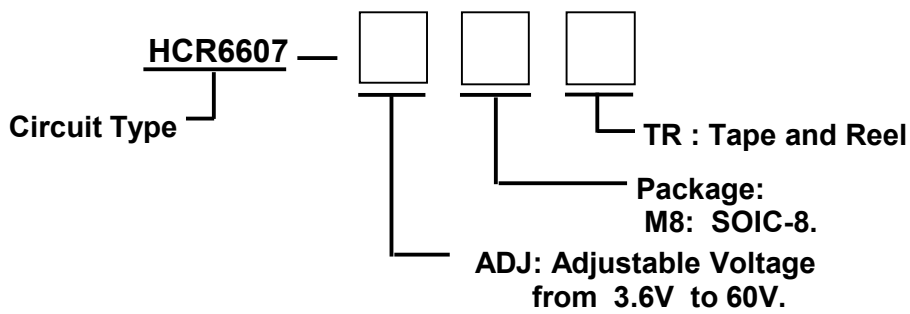 HCR6607 —
Circuit Type
TR : Tape and Reel
Package:
M8: SOIC-8.
ADJ: Adjustable Voltage
from 3.6V to 60V.